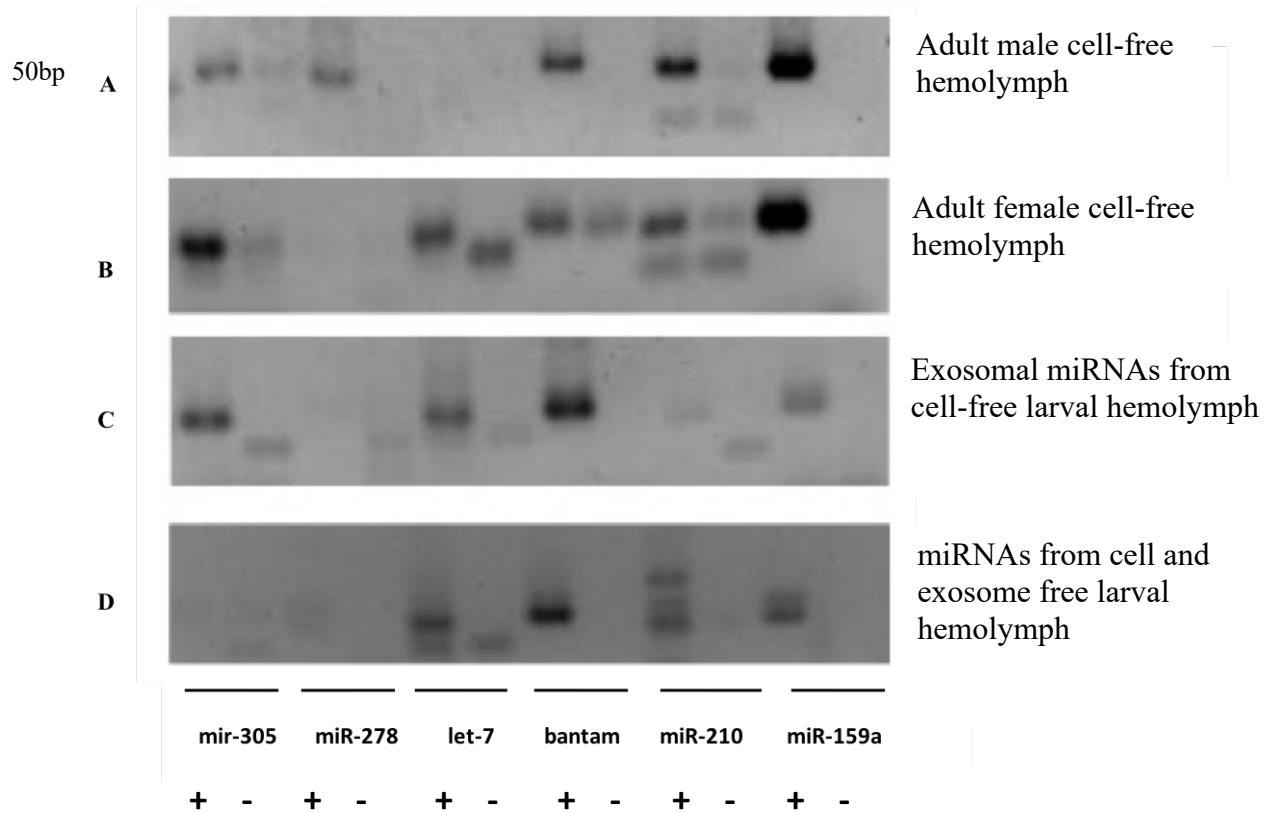 Adult male cell-free
hemolymph
50bp
A
Adult female cell-free
hemolymph
B
Exosomal miRNAs from
cell-free larval hemolymph
C
miRNAs from cell and
exosome free larval
hemolymph
D
mir-305 miR-278 let-7 bantam miR-210 miR-159a
+ - + - + - + - + - + -